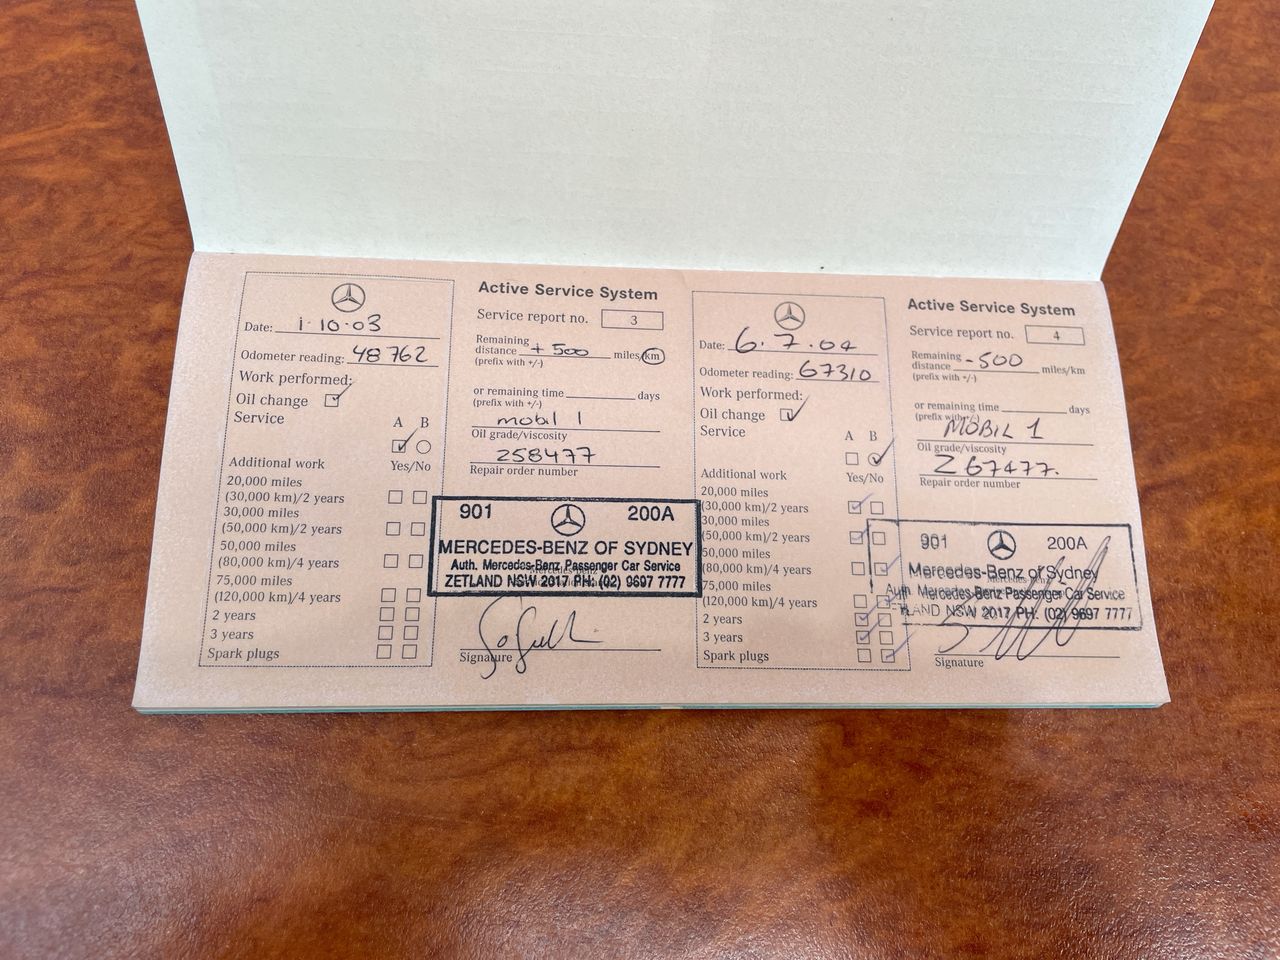 Date: 1·10·03
Odometer reading: 48762
Work performed:
Oil change
Service A B
Additional work Yes/No
20,000 miles
(30,000 km)/2 years
30,000 miles
(50,000 km)/2 years
50,000 miles
(80,000 km)/4 years
75,000 miles
(120,000 km)/4 years
2 years
3 years
Spark plugs
Active Service System
Service report no. 3
Remaining
distance + 500 miles/km
(prefix with +/-)
or remaining time days
(prefix with +/-)
mobil 1
Oil grade/viscosity
258477
Repair order number
901 200A
MERCEDES-BENZ OF SYDNEY
Auth. Mercedes-Benz Passenger Car Service
ZETLAND NSW 2017 PH: (02) 9697 7777
Signature
Date: 6.7.04
Odometer reading: 67310
Work performed:
Oil change
Service A B
Additional work Yes/No
20,000 miles
(30,000 km)/2 years
30,000 miles
(50,000 km)/2 years
50,000 miles
(80,000 km)/4 years
75,000 miles
(120,000 km)/4 years
2 years
3 years
Spark plugs
Active Service System
Service report no. 4
Remaining
distance -500 miles/km
(prefix with +/-)
or remaining time days
(prefix with +/-)
MOBIL 1
Oil grade/viscosity
267477.
Repair order number
901 200A
Mercedes-Benz of Sydney
Auth. Mercedes-Benz Passenger Car Service
ZETLAND NSW 2017 PH. (02) 9697 7777
Signature